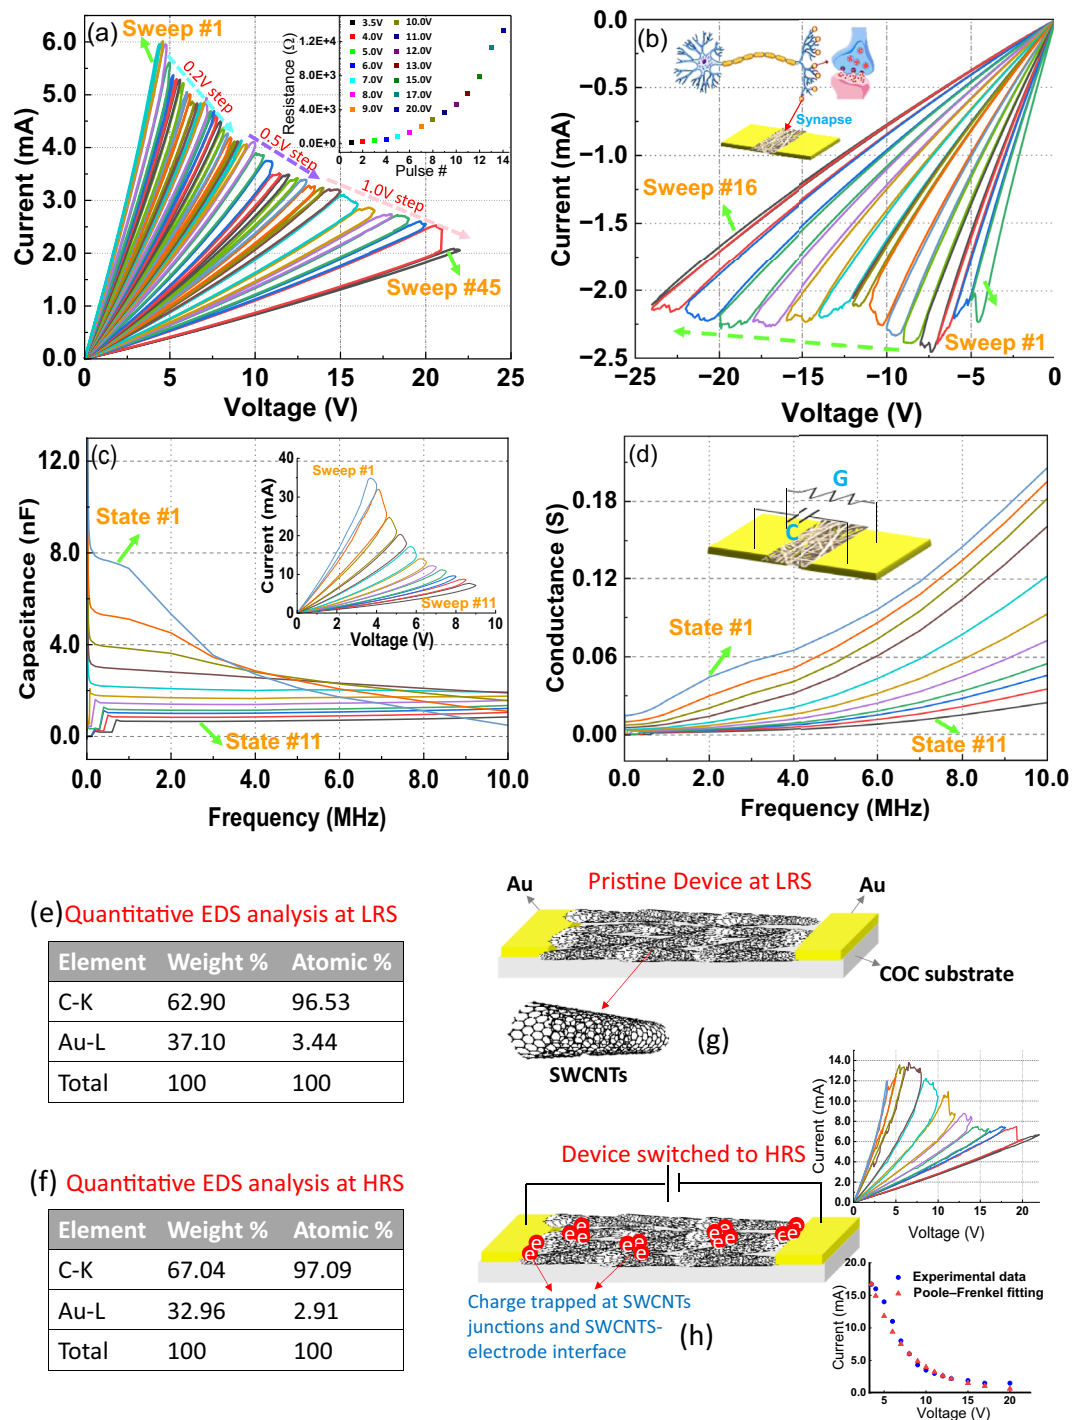 (a)
Sweep #1
0.2V step
0.5V step
1.0V step
Sweep #45
Current (mA)
6.0
5.0
4.0
3.0
2.0
1.0
0.0
0 5 10 15 20 25
Voltage (V)
Resistance (Ω)
1.2E+4
8.0E+3
4.0E+3
0.0E+0
3.5V 10.0V
4.0V 11.0V
5.0V 12.0V
6.0V 13.0V
7.0V 15.0V
8.0V 17.0V
9.0V 20.0V
0 2 4 6 8 10 12 14
Pulse #
(b)
Synapse
Sweep #16
Sweep #1
Current (mA)
0.0
−0.5
−1.0
−1.5
−2.0
−2.5
−25 −20 −15 −10 −5 0
Voltage (V)
(c)
State #1
State #11
Capacitance (nF)
12.0
8.0
4.0
0.0
0.0 2.0 4.0 6.0 8.0 10.0
Frequency (MHz)
Sweep #1
Sweep #11
Current (mA)
40
30
20
10
0
0 2 4 6 8 10
Voltage (V)
(d)
G
C
State #1
State #11
Conductance (S)
0.18
0.12
0.06
0.00
0.0 2.0 4.0 6.0 8.0 10.0
Frequency (MHz)
(e) Quantitative EDS analysis at LRS
Element Weight % Atomic %
C-K 62.90 96.53
Au-L 37.10 3.44
Total 100 100
(f) Quantitative EDS analysis at HRS
Element Weight % Atomic %
C-K 67.04 97.09
Au-L 32.96 2.91
Total 100 100
Pristine Device at LRS
Au
Au
COC substrate
SWCNTs
(g)
Device switched to HRS
e e e e e e e e e e e e e
Charge trapped at SWCNTs
junctions and SWCNTS-
electrode interface
(h)
Current (mA)
14.0
12.0
10.0
8.0
6.0
4.0
2.0
0.0
0 5 10 15 20
Voltage (V)
Current (mA)
20.0
15.0
10.0
5.0
0.0
Experimental data
Poole–Frenkel fitting
5 10 15 20
Voltage (V)